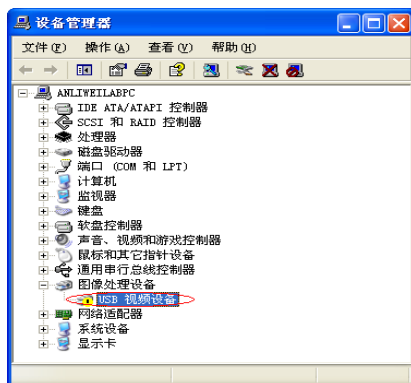 设备管理器
文件(F) 操作(A) 查看(V) 帮助(H)
ANLIWEILABPC
IDE ATA/ATAPI 控制器
SCSI 和 RAID 控制器
处理器
磁盘驱动器
端口 (COM 和 LPT)
计算机
监视器
键盘
软盘控制器
声音、视频和游戏控制器
鼠标和其它指针设备
通用串行总线控制器
图像处理设备
USB 视频设备
网络适配器
系统设备
显示卡